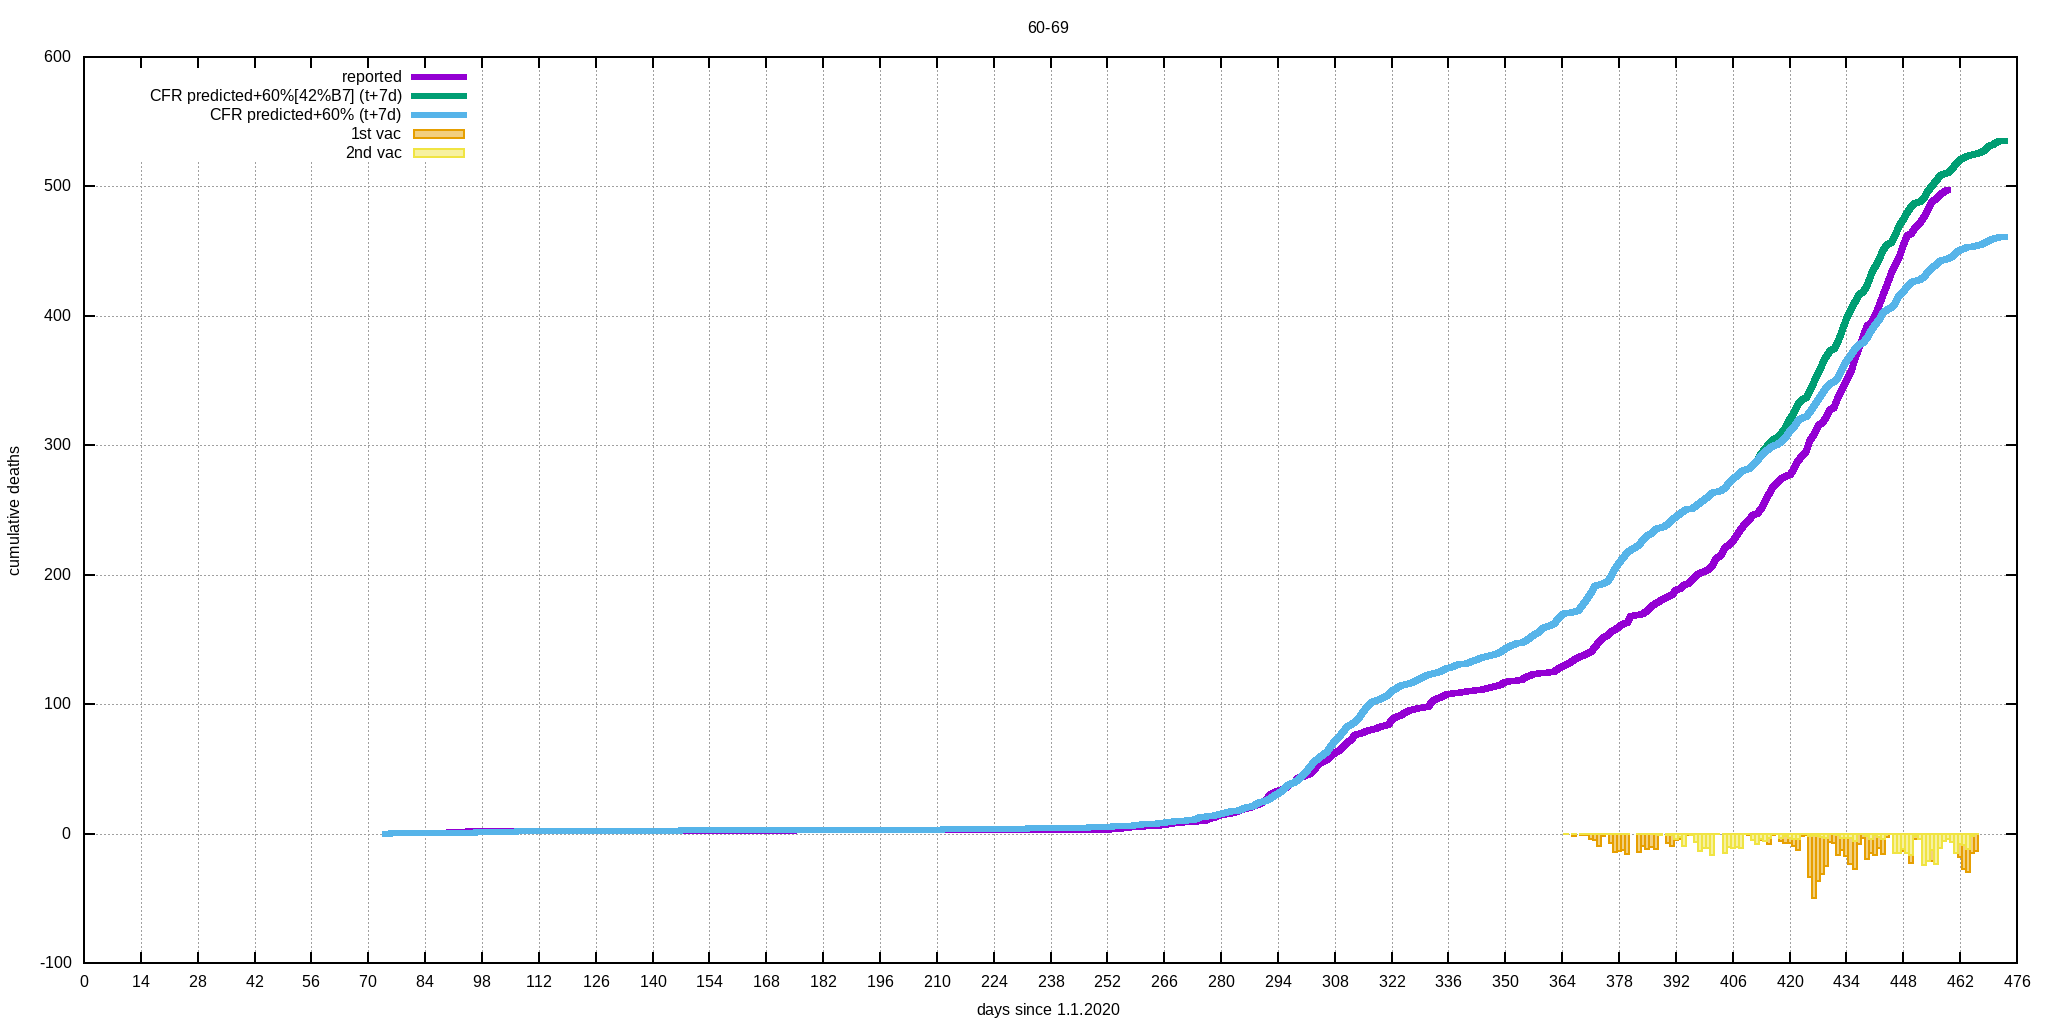 60-69
600
500
400
300
200
100
0
-100
reported
CFR predicted+60%[42%B7] (t+7d)
CFR predicted+60% (t+7d)
1st vac
2nd vac
cumulative deaths
0 14 28 42 56 70 84 98 112 126 140 154 168 182 196 210 224 238 252 266 280 294 308 322 336 350 364 378 392 406 420 434 448 462 476
days since 1.1.2020